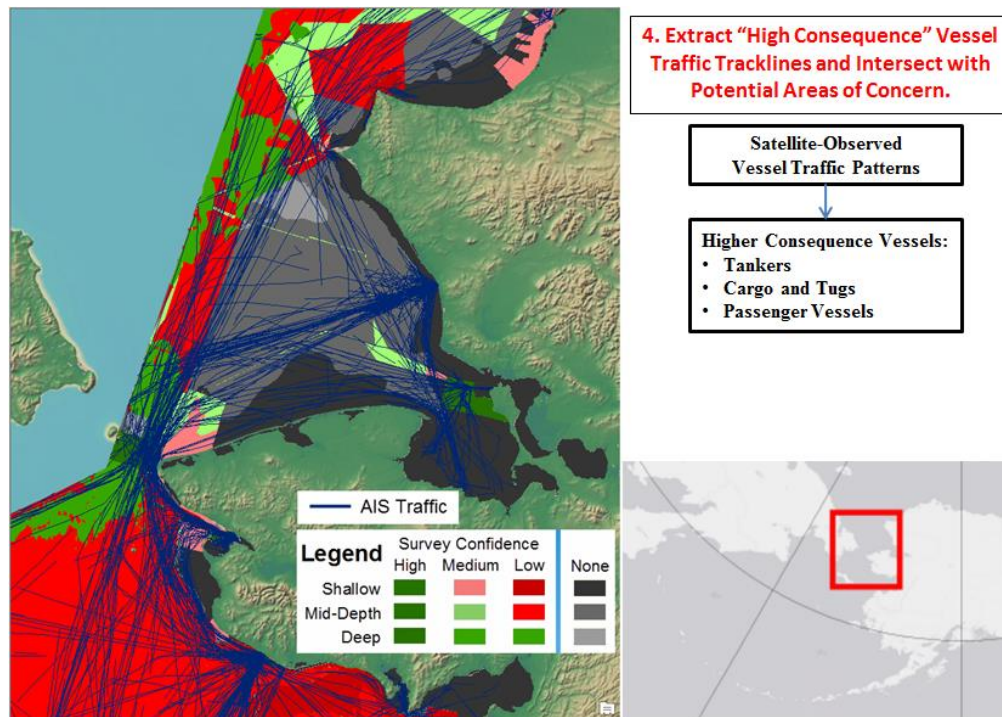 4. Extract “High Consequence” Vessel
Traffic Tracklines and Intersect with
Potential Areas of Concern.
Satellite-Observed
Vessel Traffic Patterns
Higher Consequence Vessels:
• Tankers
• Cargo and Tugs
• Passenger Vessels
AIS Traffic
Legend Survey Confidence
High Medium Low None
Shallow
Mid-Depth
Deep